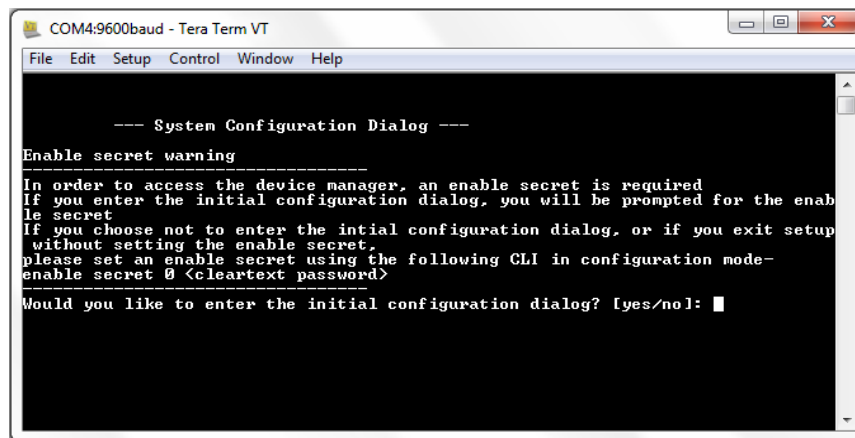 COM4:9600baud - Tera Term VT
File Edit Setup Control Window Help
--- System Configuration Dialog ---
Enable secret warning
----------------------------------
In order to access the device manager, an enable secret is required
If you enter the initial configuration dialog, you will be prompted for the enab
le secret
If you choose not to enter the intial configuration dialog, or if you exit setup
 without setting the enable secret,
please set an enable secret using the following CLI in configuration mode-
enable secret 0 <cleartext password>
----------------------------------
Would you like to enter the initial configuration dialog? [yes/no]: